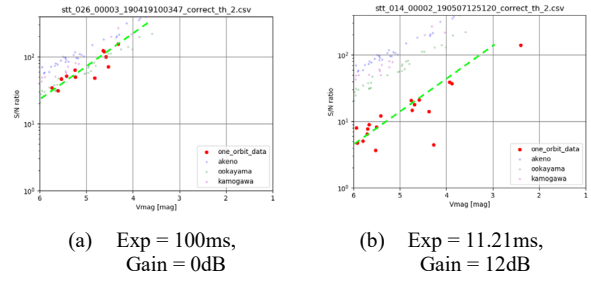 stt_026_00003_190419100347_correct_th_2.csv
10²
10¹
10⁰
S/N ratio
6 5 4 3 2 1
Vmag [mag]
one_orbit_data
akeno
ookayama
kamogawa
(a) Exp = 100ms,
Gain = 0dB
stt_014_00002_190507125120_correct_th_2.csv
10²
10¹
10⁰
S/N ratio
6 5 4 3 2 1
Vmag [mag]
one_orbit_data
akeno
ookayama
kamogawa
(b) Exp = 11.21ms,
Gain = 12dB